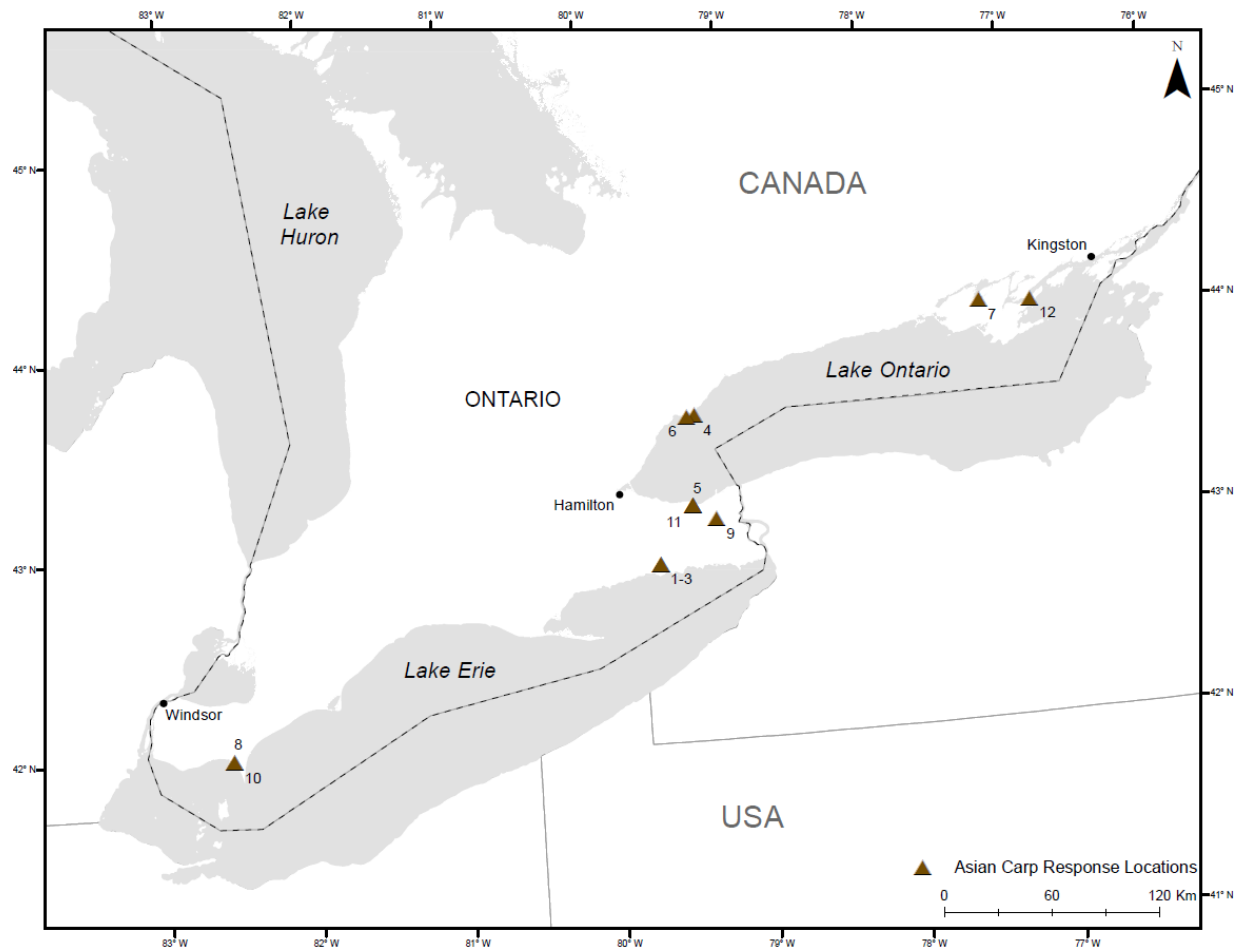 83° W
82° W
81° W
80° W
79° W
78° W
77° W
76° W
N
45° N
45° N
CANADA
Lake
Huron
Kingston
44° N
7
12
44° N
Lake Ontario
ONTARIO
6
4
5
43° N
Hamilton
11
9
43° N
1-3
Lake Erie
42° N
Windsor
8
42° N
10
USA
Asian Carp Response Locations
0
60
120 Km
41° N
83° W
82° W
81° W
80° W
79° W
78° W
77° W